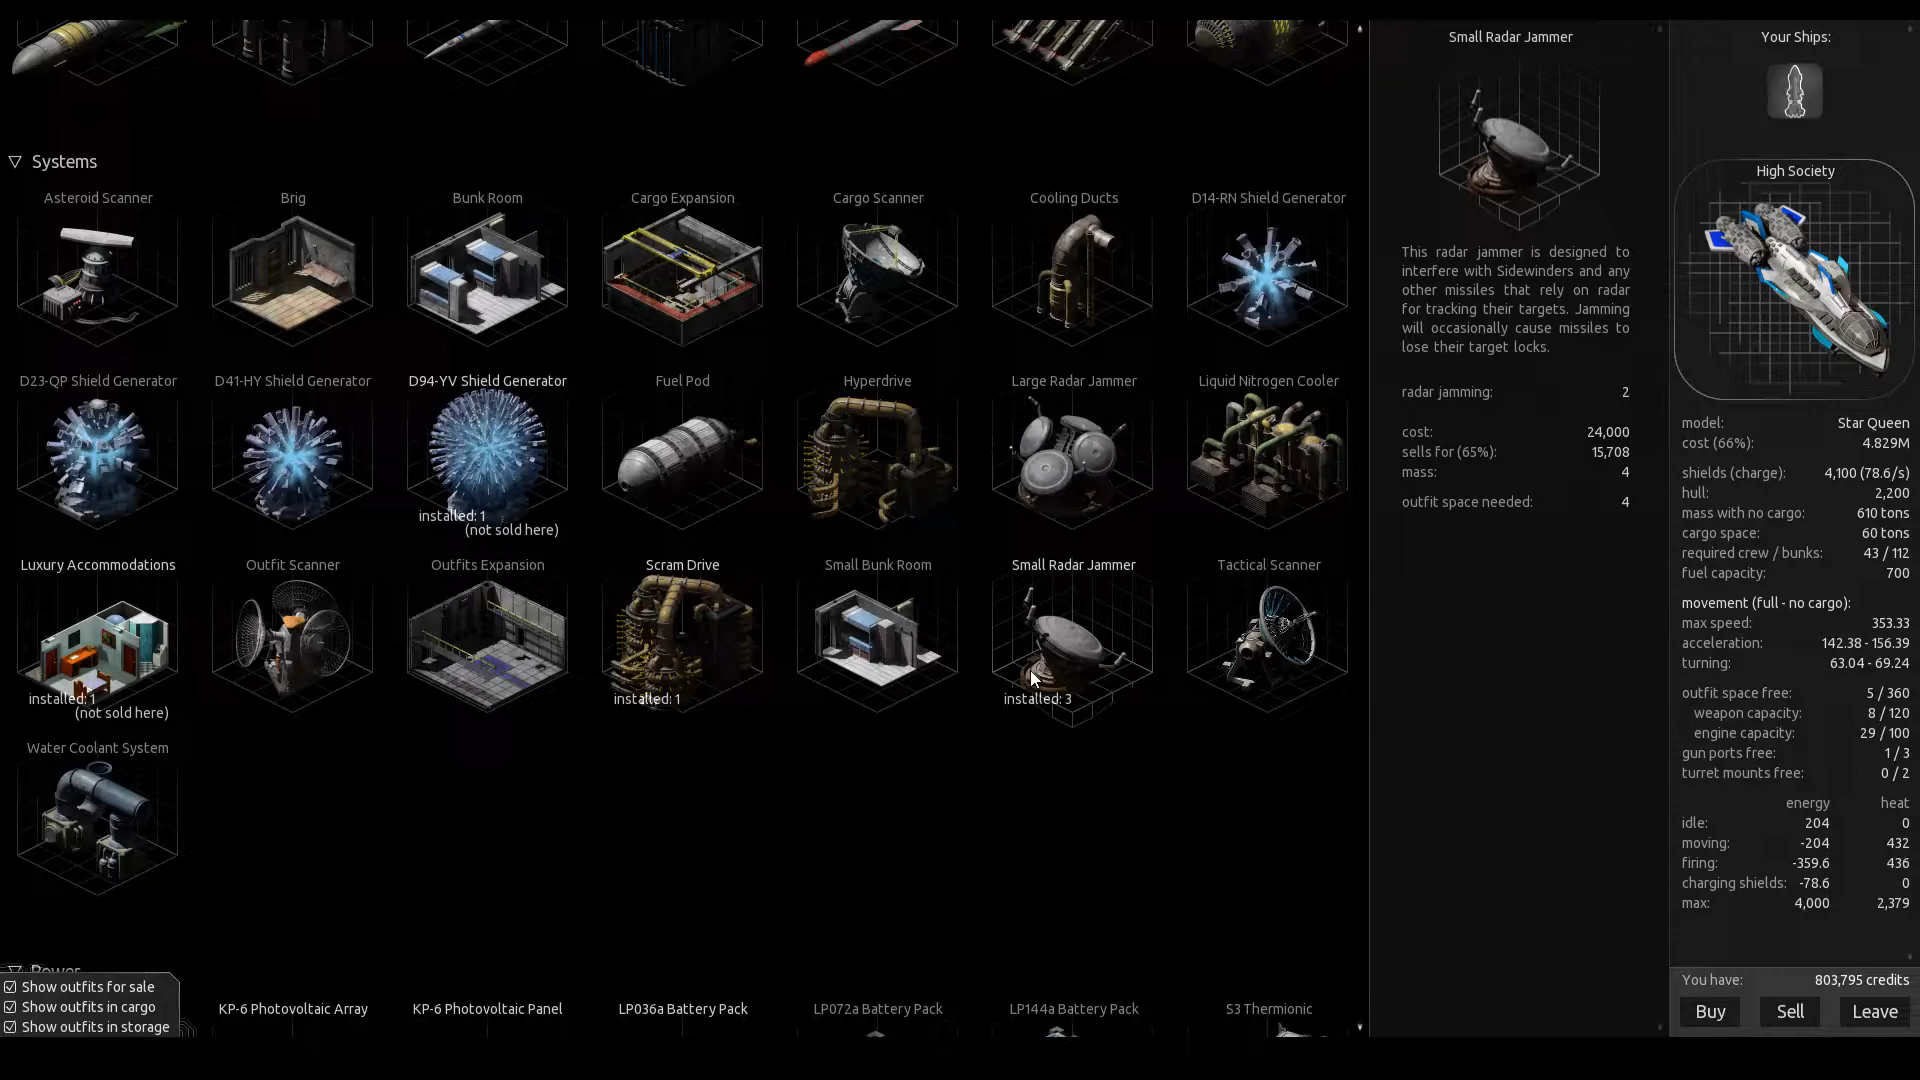 Systems
Asteroid Scanner
Brig
Bunk Room
Cargo Expansion
Cargo Scanner
Cooling Ducts
D14-RN Shield Generator
D23-QP Shield Generator
D41-HY Shield Generator
D94-YV Shield Generator
installed: 1
(not sold here)
Fuel Pod
Hyperdrive
Large Radar Jammer
Liquid Nitrogen Cooler
Luxury Accommodations
installed: 1
(not sold here)
Outfit Scanner
Outfits Expansion
Scram Drive
installed: 1
Small Bunk Room
Small Radar Jammer
installed: 3
Tactical Scanner
Water Coolant System
Power
Show outfits for sale
Show outfits in cargo
Show outfits in storage
KP-6 Photovoltaic Array
KP-6 Photovoltaic Panel
LP036a Battery Pack
LP072a Battery Pack
LP144a Battery Pack
S3 Thermionic
Small Radar Jammer
This radar jammer is designed to
interfere with Sidewinders and any
other missiles that rely on radar
for tracking their targets. Jamming
will occasionally cause missiles to
lose their target locks.
radar jamming: 2
cost: 24,000
sells for (65%): 15,708
mass: 4
outfit space needed: 4
Your Ships:
High Society
model: Star Queen
cost (66%): 4.829M
shields (charge): 4,100 (78.6/s)
hull: 2,200
mass with no cargo: 610 tons
cargo space: 60 tons
required crew / bunks: 43 / 112
fuel capacity: 700
movement (full - no cargo):
max speed: 353.33
acceleration: 142.38 - 156.39
turning: 63.04 - 69.24
outfit space free: 5 / 360
weapon capacity: 8 / 120
engine capacity: 29 / 100
gun ports free: 1 / 3
turret mounts free: 0 / 2
energy heat
idle: 204 0
moving: -204 432
firing: -359.6 436
charging shields: -78.6 0
max: 4,000 2,379
You have: 803,795 credits
Buy Sell Leave